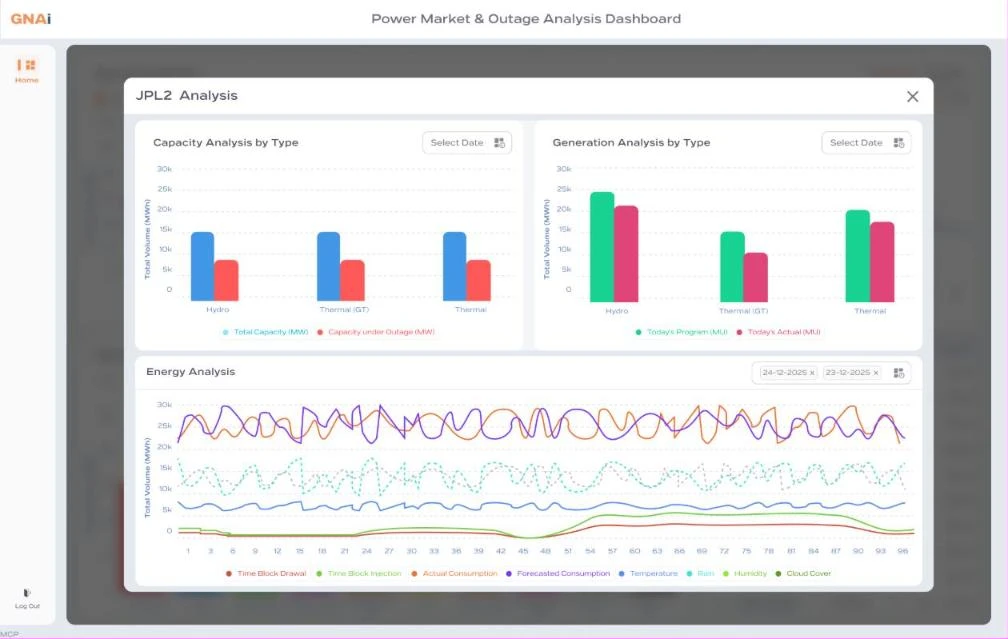 GNAi
Power Market & Outage Analysis Dashboard
Home
JPL2 Analysis
Capacity Analysis by Type
Select Date
Total Volume (MWh)
30k
25k
20k
15k
10k
5k
0
Hydro
Thermal (GT)
Thermal
Total Capacity (MW)
Capacity under Outage (MW)
Generation Analysis by Type
Select Date
Total Volume (MWh)
30k
25k
20k
15k
10k
5k
0
Hydro
Thermal (GT)
Thermal
Today's Program (MU)
Today's Actual (MU)
Energy Analysis
24-12-2025 ×
23-12-2025 ×
Total Volume (MWh)
30k
25k
20k
15k
10k
5k
0
1 3 6 9 12 15 18 21 24 27 30 33 36 39 42 45 48 51 54 57 60 63 66 69 72 75 78 81 84 87 90 93 96
Time Block Drawal
Time Block Injection
Actual Consumption
Forecasted Consumption
Temperature
Rain
Humidity
Cloud Cover
Log Out
MCP